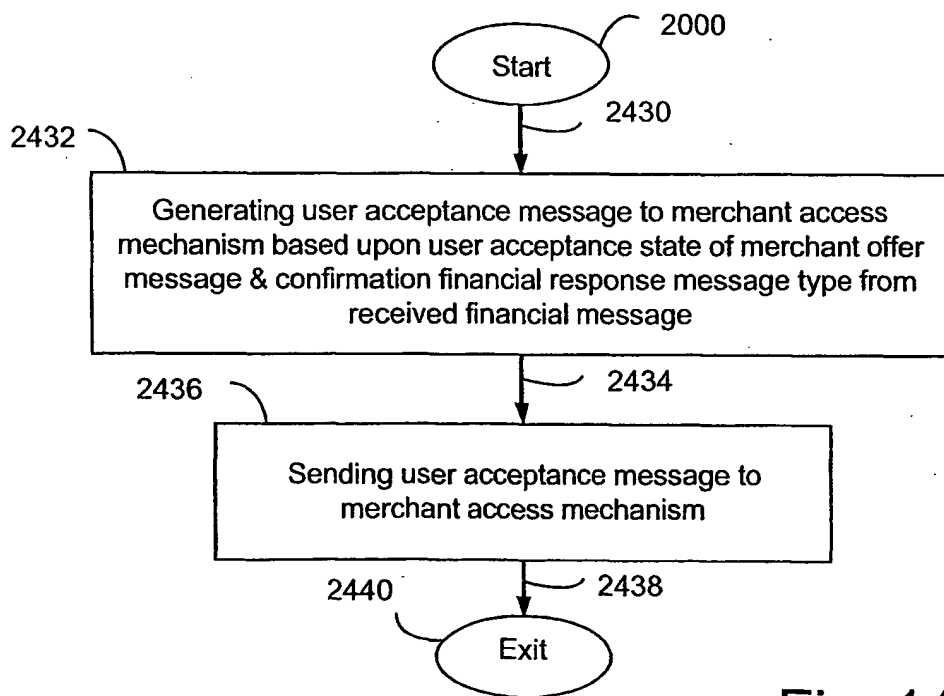 2000
Start
2430
2432
Generating user acceptance message to merchant access
mechanism based upon user acceptance state of merchant offer
message & confirmation financial response message type from
received financial message
2434
2436
Sending user acceptance message to
merchant access mechanism
2438
2440
Exit